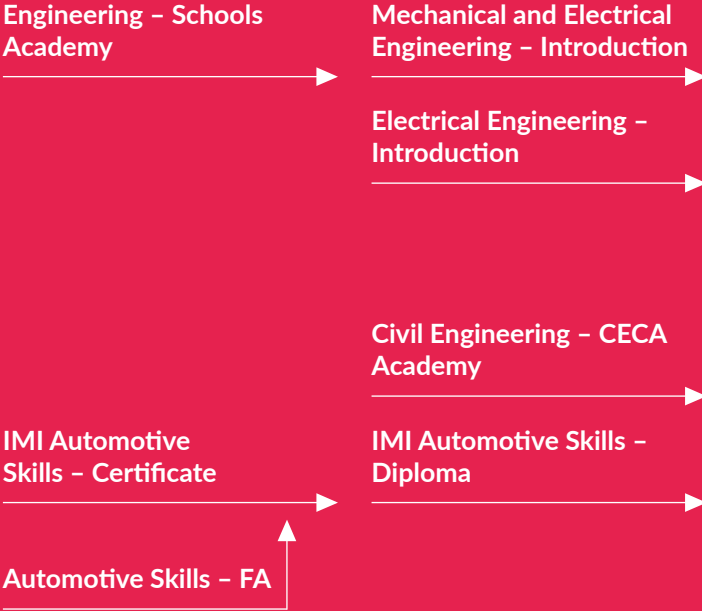 Engineering – Schools
Academy
Mechanical and Electrical
Engineering – Introduction
Electrical Engineering –
Introduction
Civil Engineering – CECA
Academy
IMI Automotive
Skills – Certificate
IMI Automotive Skills –
Diploma
Automotive Skills – FA